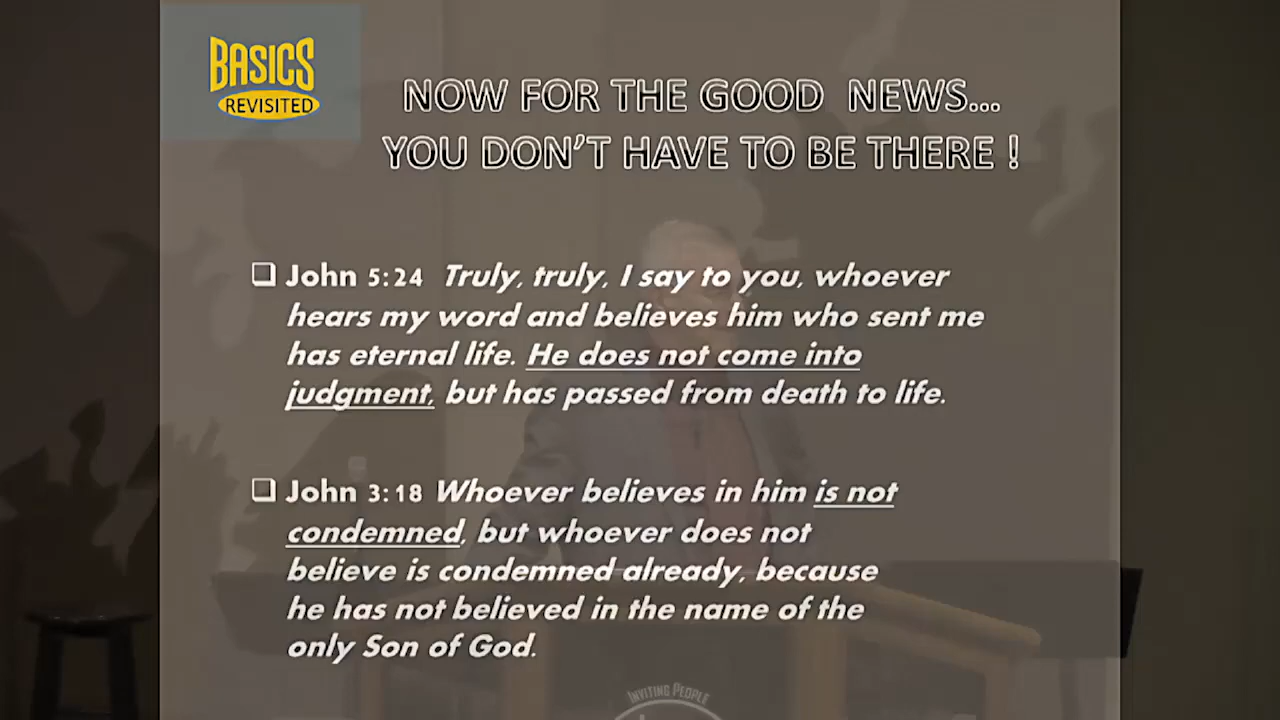 BASICS
REVISITED
NOW FOR THE GOOD NEWS...
YOU DON'T HAVE TO BE THERE !
❑ John 5:24 Truly, truly, I say to you, whoever
hears my word and believes him who sent me
has eternal life. He does not come into
judgment, but has passed from death to life.
❑ John 3:18 Whoever believes in him is not
condemned, but whoever does not
believe is condemned already, because
he has not believed in the name of the
only Son of God.
INVITING PEOPLE